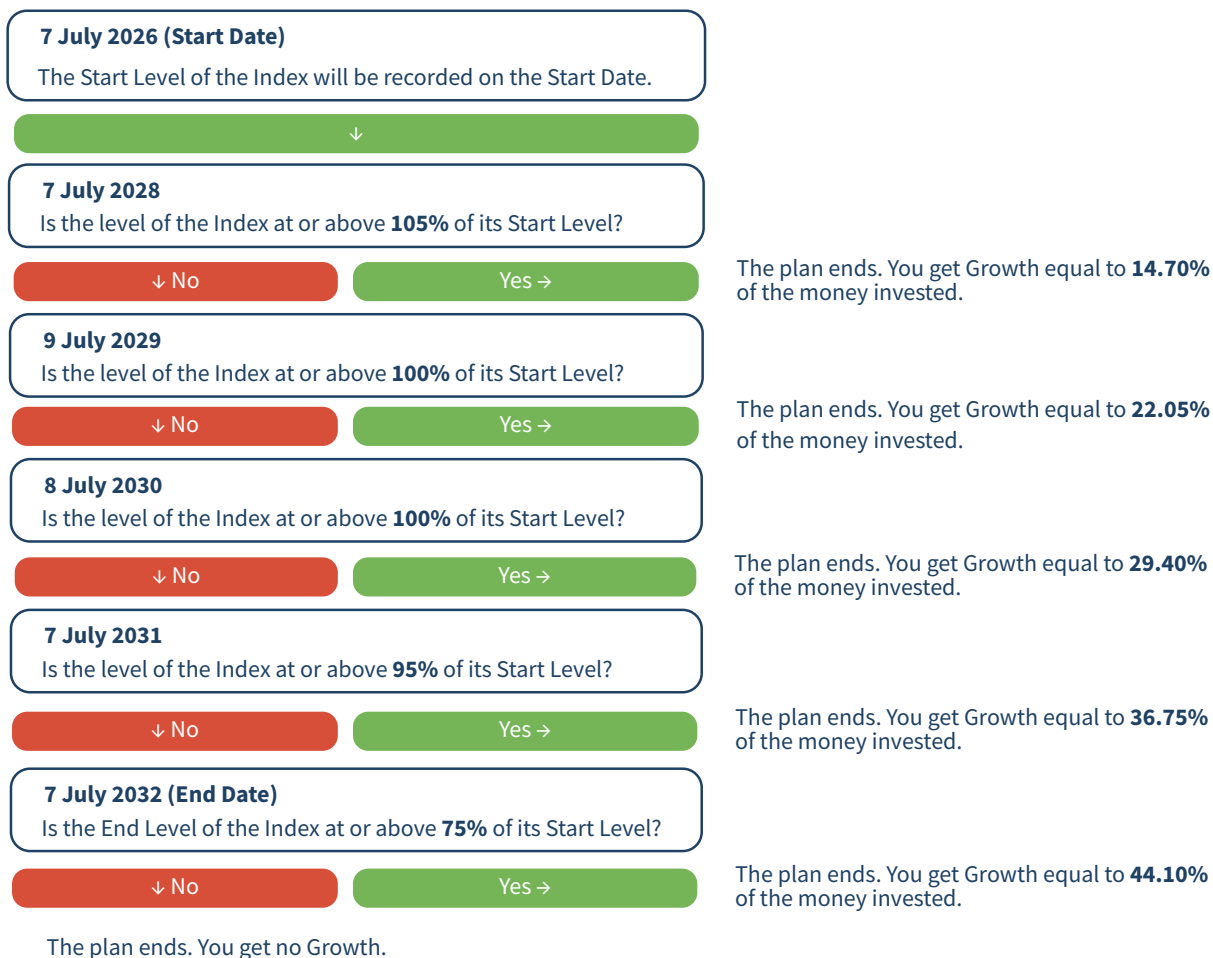 7 July 2026 (Start Date)
The Start Level of the Index will be recorded on the Start Date.
↓
7 July 2028
Is the level of the Index at or above 105% of its Start Level?
↓ No
Yes →
The plan ends. You get Growth equal to 14.70%
of the money invested.
9 July 2029
Is the level of the Index at or above 100% of its Start Level?
↓ No
Yes →
The plan ends. You get Growth equal to 22.05%
of the money invested.
8 July 2030
Is the level of the Index at or above 100% of its Start Level?
↓ No
Yes →
The plan ends. You get Growth equal to 29.40%
of the money invested.
7 July 2031
Is the level of the Index at or above 95% of its Start Level?
↓ No
Yes →
The plan ends. You get Growth equal to 36.75%
of the money invested.
7 July 2032 (End Date)
Is the End Level of the Index at or above 75% of its Start Level?
↓ No
Yes →
The plan ends. You get Growth equal to 44.10%
of the money invested.
The plan ends. You get no Growth.